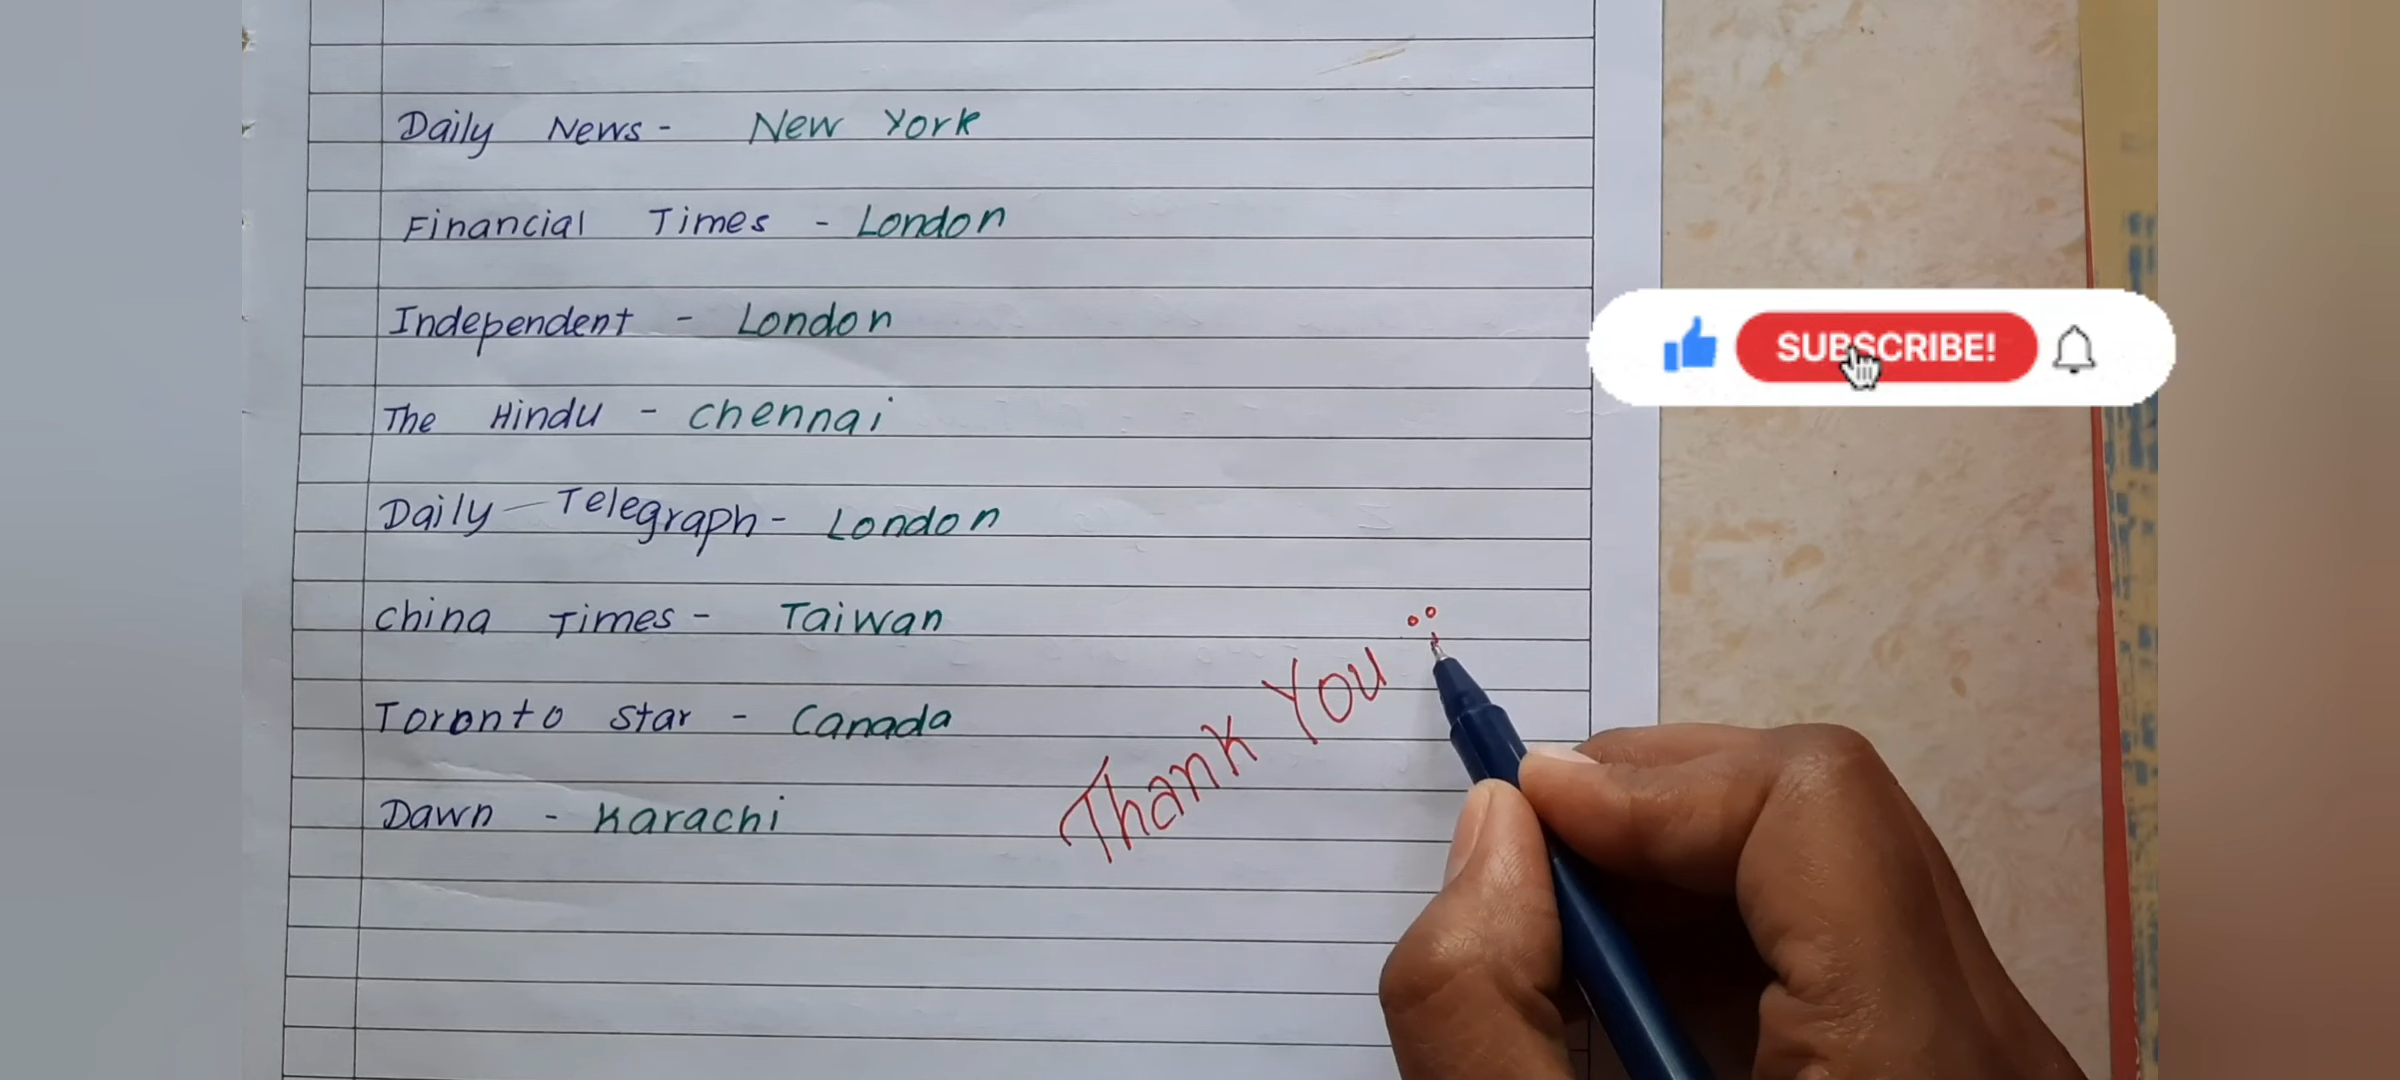 Daily News - New York
Financial Times - London
Independent - London
The Hindu - Chennai
Daily Telegraph - London
China Times - Taiwan
Toronto Star - Canada
Dawn - Karachi
Thank You
SUBSCRIBE!